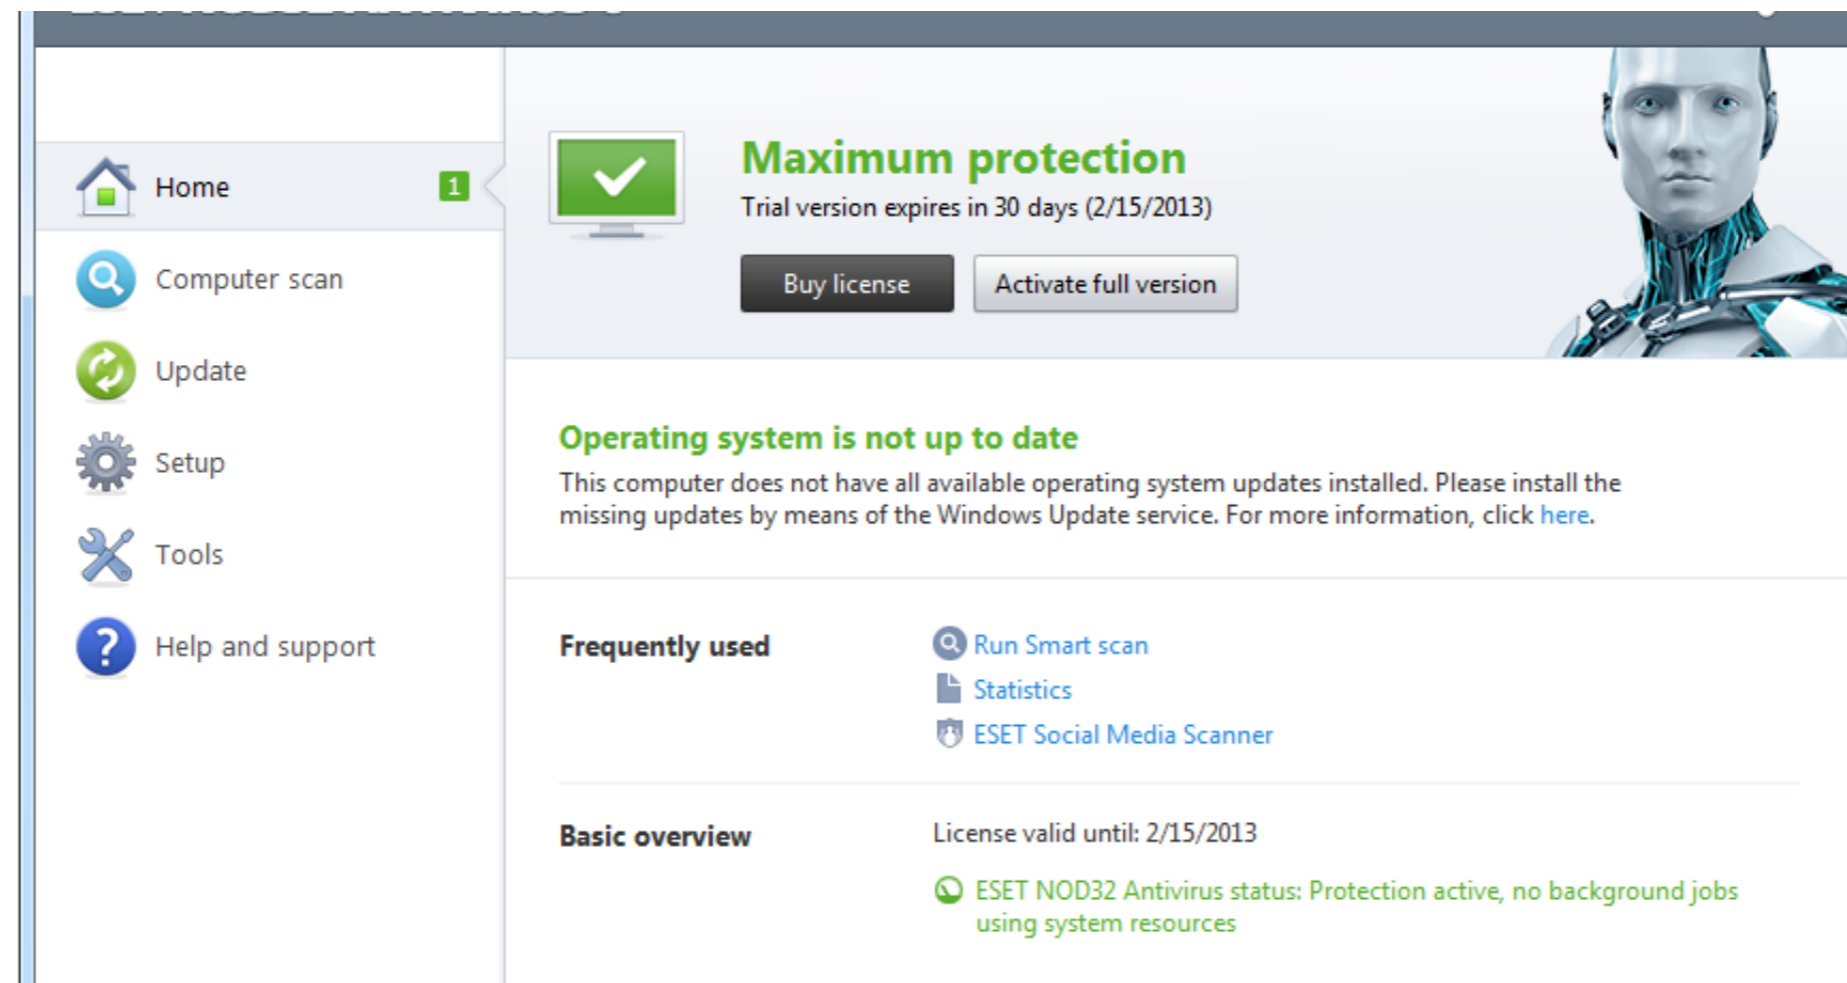 Home 1
Computer scan
Update
Setup
Tools
Help and support
Maximum protection
Trial version expires in 30 days (2/15/2013)
Buy license
Activate full version
Operating system is not up to date
This computer does not have all available operating system updates installed. Please install the
missing updates by means of the Windows Update service. For more information, click here.
Frequently used
Run Smart scan
Statistics
ESET Social Media Scanner
Basic overview
License valid until: 2/15/2013
ESET NOD32 Antivirus status: Protection active, no background jobs
using system resources